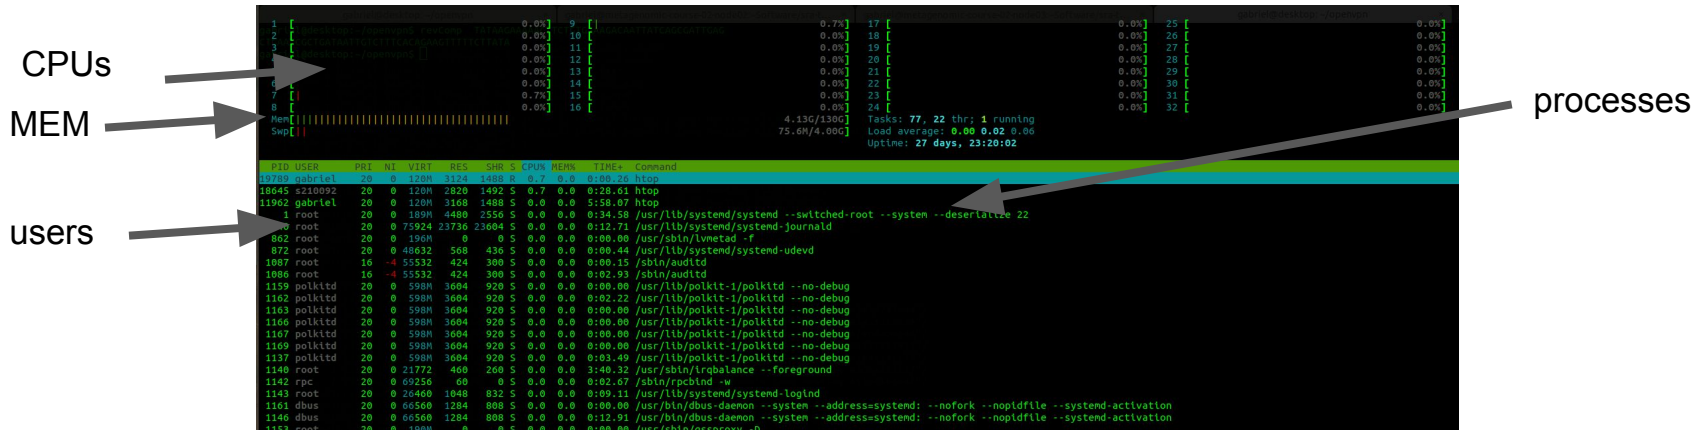 CPUs
MEM
users
processes
1 [ 0.0%] 9 [| 0.7%] 17 [ 0.0%] 25 [ 0.0%]
2 [ 0.0%] 10 [ 0.0%] 18 [ 0.0%] 26 [ 0.0%]
3 [ 0.0%] 11 [ 0.0%] 19 [ 0.0%] 27 [ 0.0%]
[ 0.0%] 12 [ 0.0%] 20 [ 0.0%] 28 [ 0.0%]
[ 0.0%] 13 [ 0.0%] 21 [ 0.0%] 29 [ 0.0%]
[ 0.0%] 14 [ 0.0%] 22 [ 0.0%] 30 [ 0.0%]
7 [| 0.7%] 15 [ 0.0%] 23 [ 0.0%] 31 [ 0.0%]
8 [ 0.0%] 16 [ 0.0%] 24 [ 0.0%] 32 [ 0.0%]
Mem[||||||||||||||||||||||||||||||||||||  4.13G/130G] Tasks: 77, 22 thr; 1 running
Swp[|| 75.6M/4.00G] Load average: 0.00 0.02 0.06
Uptime: 27 days, 23:20:02
PID USER PRI NI VIRT RES SHR S CPU% MEM% TIME+ Command
19789 gabriel 20 0 120M 3124 1488 R 0.7 0.0 0:00.26 htop
18645 s210092 20 0 120M 2820 1492 S 0.7 0.0 0:28.61 htop
11962 gabriel 20 0 120M 3168 1488 S 0.0 0.0 5:58.07 htop
1 root 20 0 189M 4480 2556 S 0.0 0.0 0:34.58 /usr/lib/systemd/systemd --switched-root --system --deserialize 22
root 20 0 75924 23736 23604 S 0.0 0.0 0:12.71 /usr/lib/systemd/systemd-journald
862 root 20 0 196M 0 0 S 0.0 0.0 0:00.00 /usr/sbin/lvmetad -f
872 root 20 0 48632 568 436 S 0.0 0.0 0:00.44 /usr/lib/systemd/systemd-udevd
1087 root 16 -4 55532 424 300 S 0.0 0.0 0:00.15 /sbin/auditd
1086 root 16 -4 55532 424 300 S 0.0 0.0 0:02.93 /sbin/auditd
1159 polkitd 20 0 598M 3604 920 S 0.0 0.0 0:00.00 /usr/lib/polkit-1/polkitd --no-debug
1162 polkitd 20 0 598M 3604 920 S 0.0 0.0 0:02.22 /usr/lib/polkit-1/polkitd --no-debug
1163 polkitd 20 0 598M 3604 920 S 0.0 0.0 0:00.00 /usr/lib/polkit-1/polkitd --no-debug
1166 polkitd 20 0 598M 3604 920 S 0.0 0.0 0:00.00 /usr/lib/polkit-1/polkitd --no-debug
1167 polkitd 20 0 598M 3604 920 S 0.0 0.0 0:00.00 /usr/lib/polkit-1/polkitd --no-debug
1169 polkitd 20 0 598M 3604 920 S 0.0 0.0 0:00.00 /usr/lib/polkit-1/polkitd --no-debug
1137 polkitd 20 0 598M 3604 920 S 0.0 0.0 0:03.49 /usr/lib/polkit-1/polkitd --no-debug
1140 root 20 0 21772 460 260 S 0.0 0.0 3:40.32 /usr/sbin/irqbalance --foreground
1142 rpc 20 0 69256 60 0 S 0.0 0.0 0:02.67 /sbin/rpcbind -w
1143 root 20 0 26460 1048 832 S 0.0 0.0 0:09.11 /usr/lib/systemd/systemd-logind
1161 dbus 20 0 66560 1284 808 S 0.0 0.0 0:00.00 /usr/bin/dbus-daemon --system --address=systemd: --nofork --nopidfile --systemd-activation
1146 dbus 20 0 66560 1284 808 S 0.0 0.0 0:12.91 /usr/bin/dbus-daemon --system --address=systemd: --nofork --nopidfile --systemd-activation
1153 root 20 0 190M 0 0 S 0.0 0.0 0:00.00 /usr/sbin/gssproxy -D